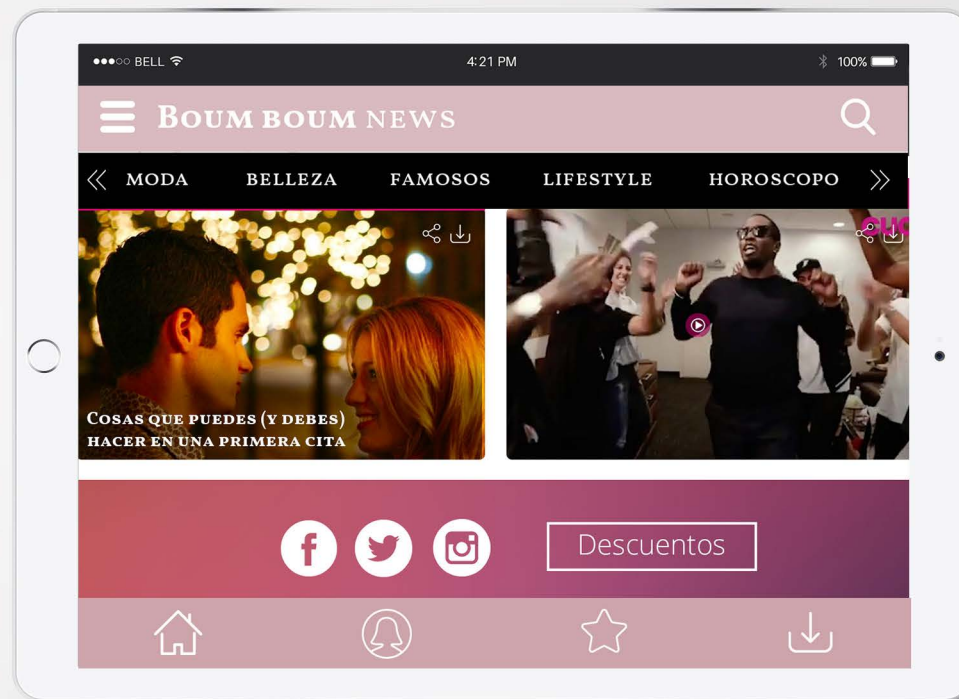 BELL
4:21 PM
100%
BOUM BOUM NEWS
MODA BELLEZA FAMOSOS LIFESTYLE HOROSCOPO
COSAS QUE PUEDES (Y DEBES)
HACER EN UNA PRIMERA CITA
Descuentos